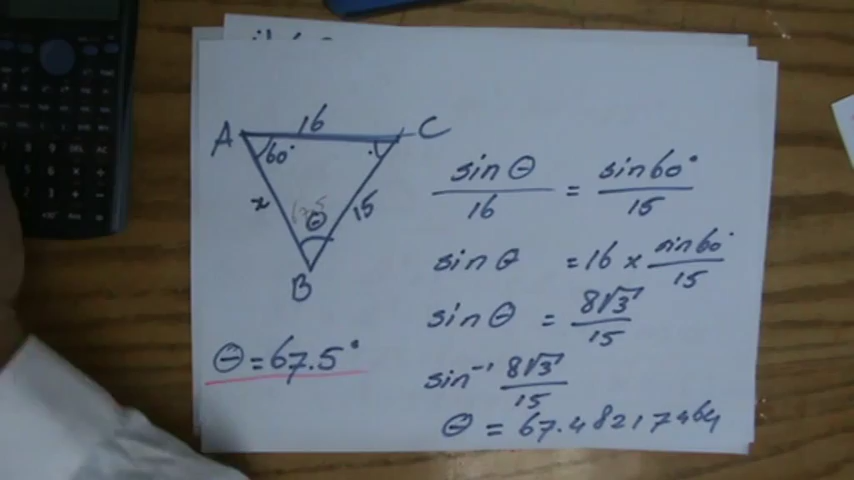 16
A
C
60°
x
15
θ
B
sin θ / 16 = sin 60° / 15
sin θ = 16 × sin 60° / 15
sin θ = 8√3 / 15
sin⁻¹ 8√3 / 15
θ = 67.48217464
θ = 67.5°